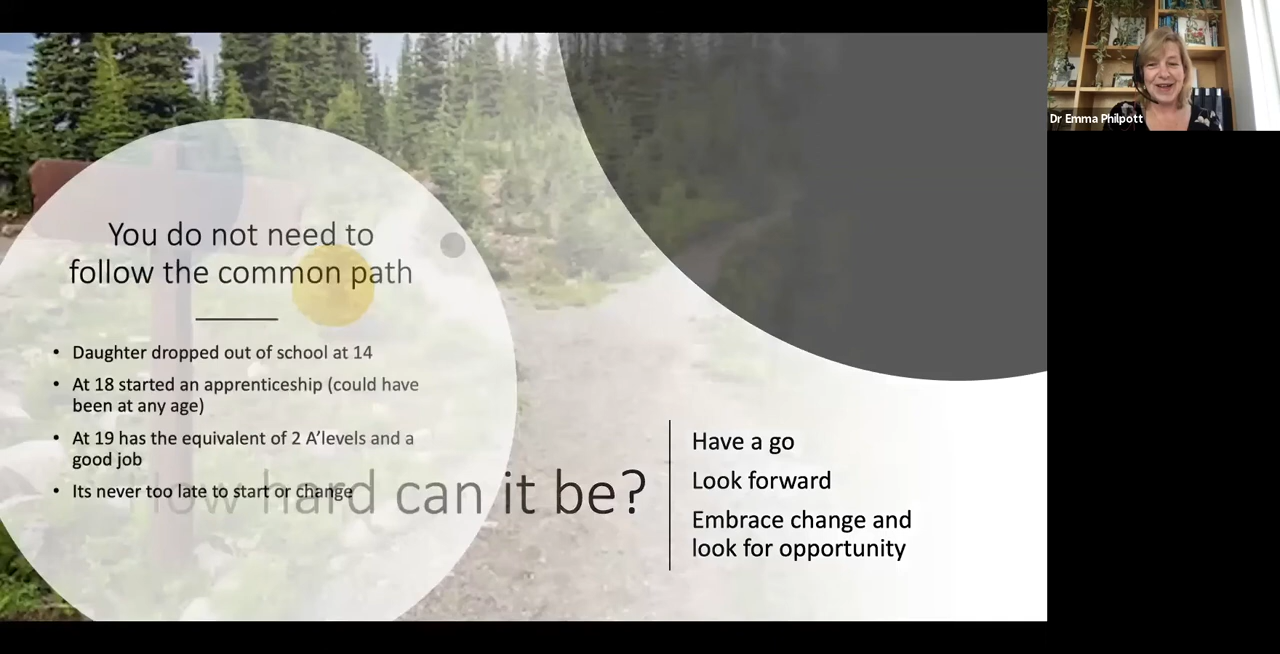 Dr Emma Philpott
You do not need to
follow the common path
• Daughter dropped out of school at 14
• At 18 started an apprenticeship (could have
been at any age)
• At 19 has the equivalent of 2 A'levels and a
good job
• Its never too late to start or change
How hard can it be?
Have a go
Look forward
Embrace change and
look for opportunity